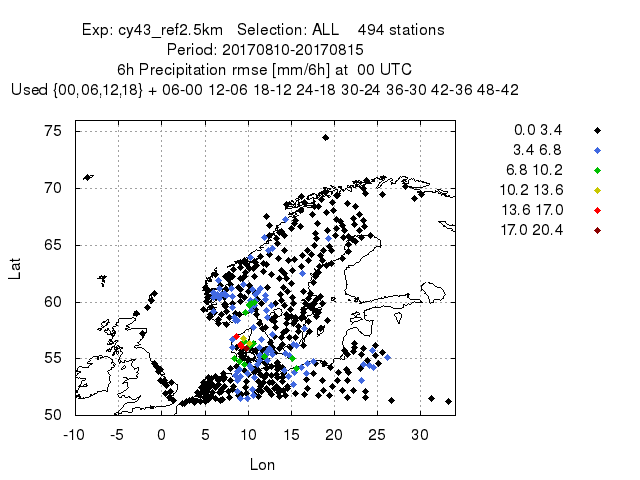 Exp: cy43_ref2.5km   Selection: ALL    494 stations
Period: 20170810-20170815
6h Precipitation rmse [mm/6h] at  00 UTC
Used {00,06,12,18} + 06-00 12-06 18-12 24-18 30-24 36-30 42-36 48-42
0.0 3.4
3.4 6.8
6.8 10.2
10.2 13.6
13.6 17.0
17.0 20.4
75
70
65
60
55
50
Lat
-10 -5 0 5 10 15 20 25 30
Lon